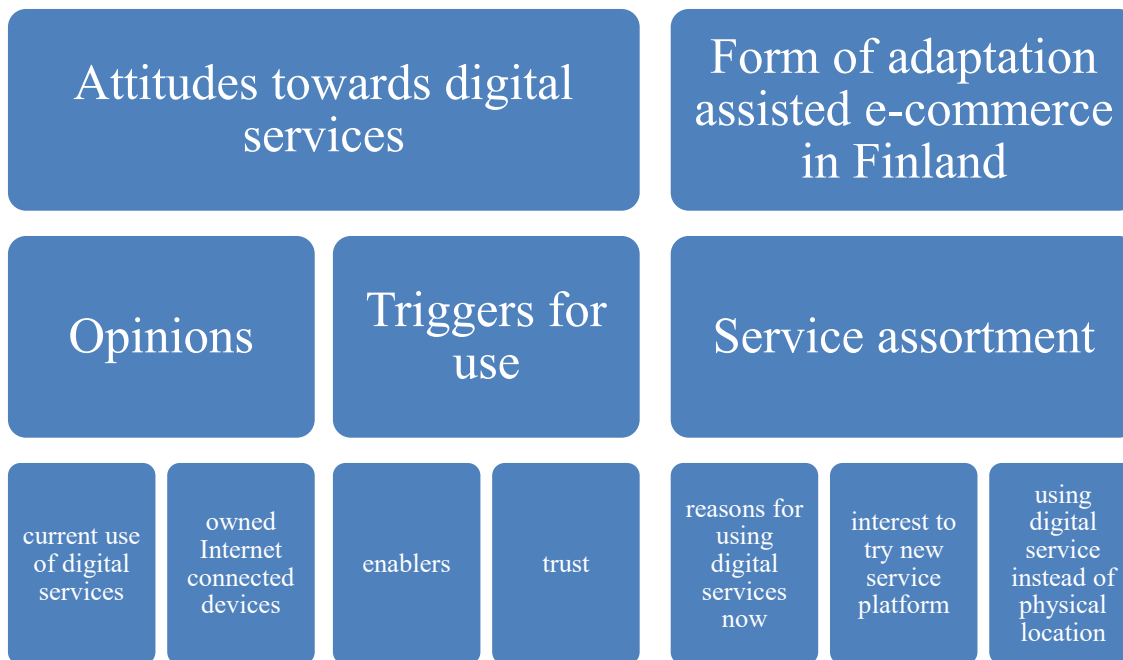 Attitudes towards digital
services
Form of adaptation
assisted e-commerce
in Finland
Opinions
Triggers for
use
Service assortment
current use
of digital
services
owned
Internet
connected
devices
enablers
trust
reasons for
using
digital
services
now
interest to
try new
service
platform
using
digital
service
instead of
physical
location